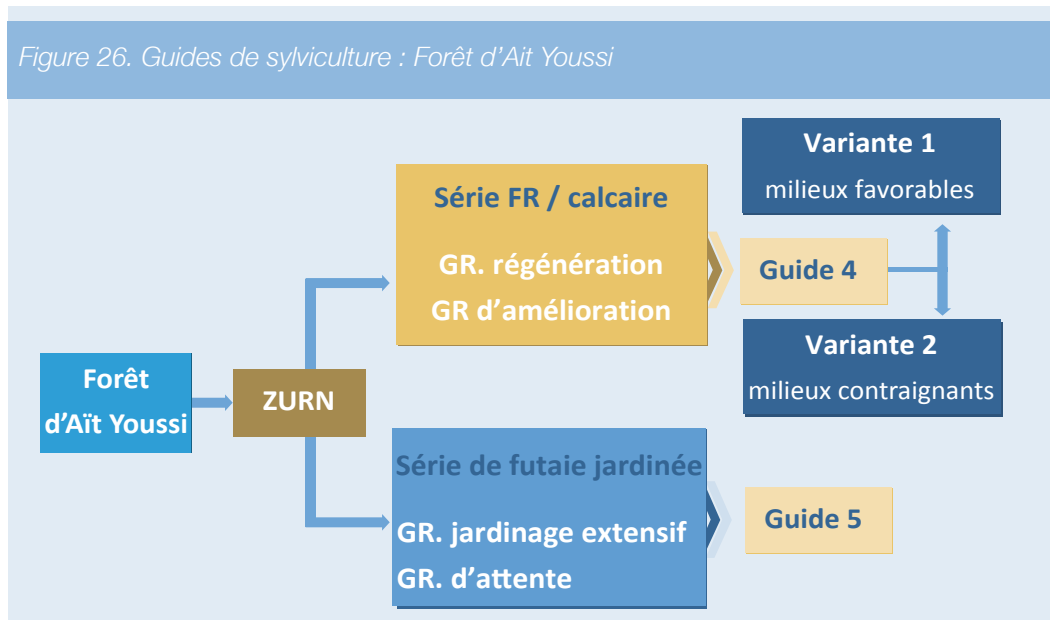 Figure 26. Guides de sylviculture : Forêt d'Ait Youssi
Variante 1
milieux favorables
Série FR / calcaire
GR. régénération
GR d'amélioration
Guide 4
Variante 2
milieux contraignants
Forêt
d'Aït Youssi
ZURN
Série de futaie jardinée
GR. jardinage extensif
GR. d'attente
Guide 5